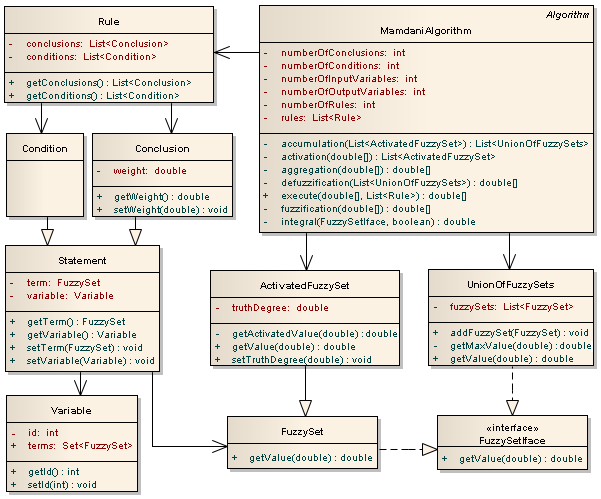 Rule
- conclusions: List<Conclusion>
- conditions: List<Condition>
+ getConclusions() : List<Conclusion>
+ getConditions() : List<Condition>
Algorithm
MamdaniAlgorithm
- numberOfConclusions: int
- numberOfConditions: int
- numberOfInputVariables: int
- numberOfOutputVariables: int
- numberOfRules: int
- rules: List<Rule>
- accumulation(List<ActivatedFuzzySet>) : List<UnionOfFuzzySets>
- activation(double[]) : List<ActivatedFuzzySet>
- aggregation(double[]) : double[]
- defuzzification(List<UnionOfFuzzySets>) : double[]
+ execute(double[], List<Rule>) : double[]
- fuzzification(double[]) : double[]
- integral(FuzzySetIface, boolean) : double
Condition
Conclusion
- weight: double
+ getWeight() : double
+ setWeight(double) : void
Statement
- term: FuzzySet
- variable: Variable
+ getTerm() : FuzzySet
+ getVariable() : Variable
+ setTerm(FuzzySet) : void
+ setVariable(Variable) : void
ActivatedFuzzySet
- truthDegree: double
- getActivatedValue(double) : double
+ getValue(double) : double
+ setTruthDegree(double) : void
UnionOfFuzzySets
- fuzzySets: List<FuzzySet>
+ addFuzzySet(FuzzySet) : void
- getMaxValue(double) : double
+ getValue(double) : double
Variable
- id: int
+ terms: Set<FuzzySet>
+ getId() : int
+ setId(int) : void
FuzzySet
+ getValue(double) : double
«interface»
FuzzySetIface
+ getValue(double) : double